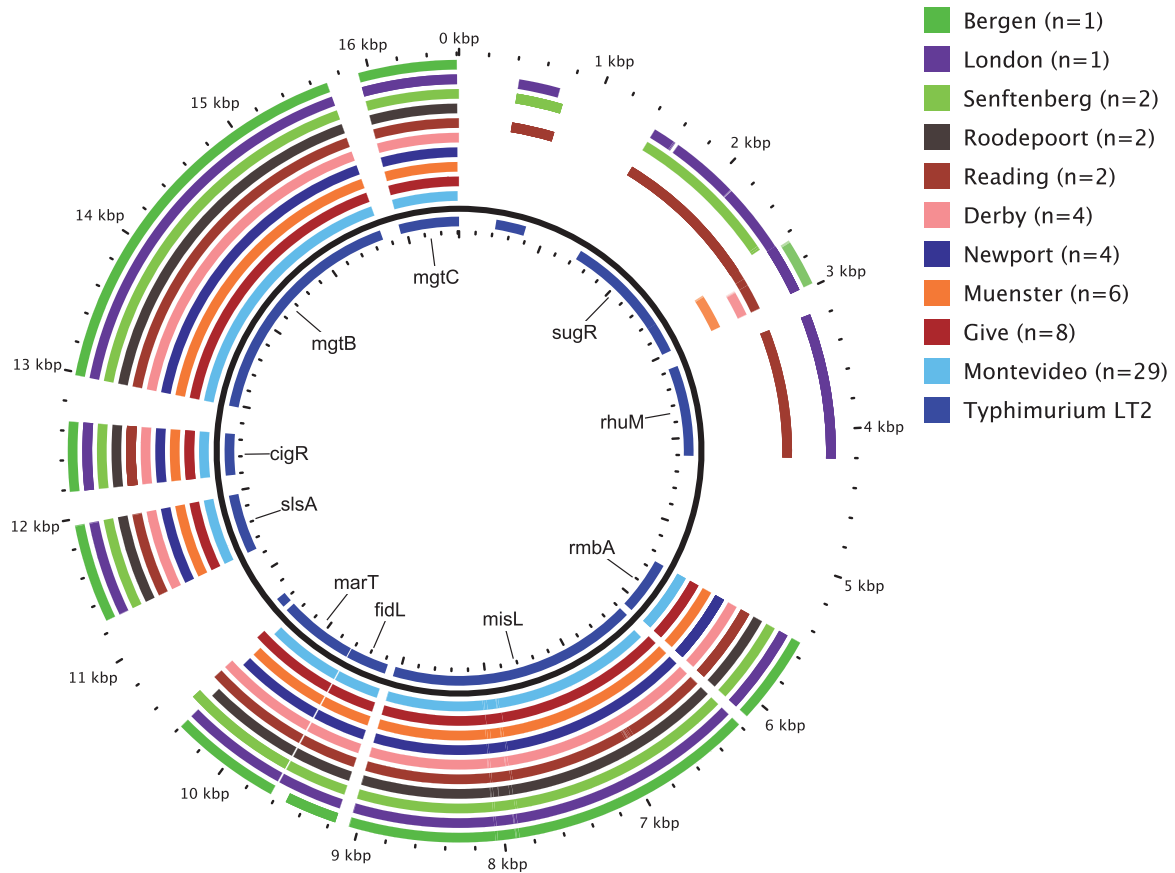 0 kbp
1 kbp
2 kbp
3 kbp
4 kbp
5 kbp
6 kbp
7 kbp
8 kbp
9 kbp
10 kbp
11 kbp
12 kbp
13 kbp
14 kbp
15 kbp
16 kbp
mgtC
sugR
rhuM
rmbA
misL
fidL
marT
slsA
cigR
mgtB
Bergen (n=1)
London (n=1)
Senftenberg (n=2)
Roodepoort (n=2)
Reading (n=2)
Derby (n=4)
Newport (n=4)
Muenster (n=6)
Give (n=8)
Montevideo (n=29)
Typhimurium LT2